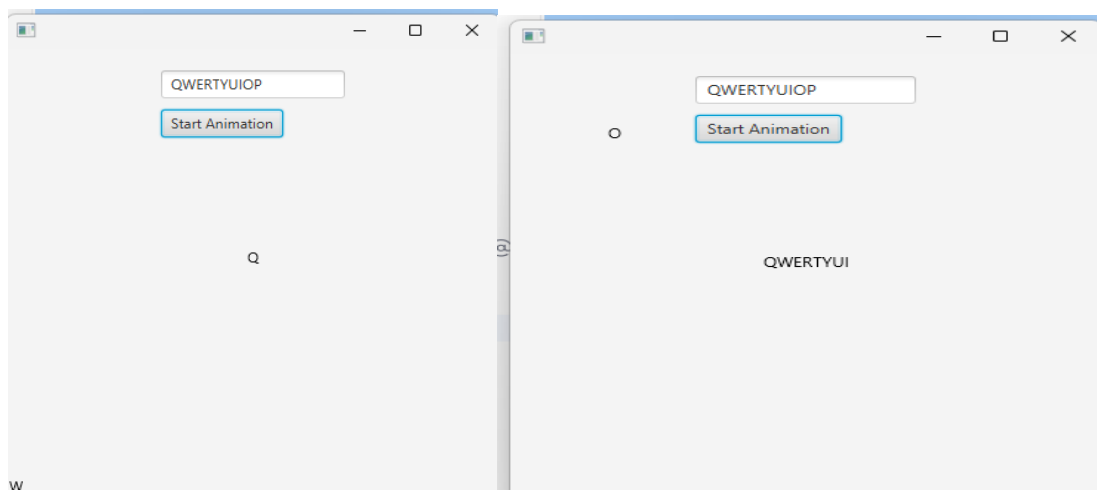 QWERTYUIOP
Start Animation
Q
W
@
QWERTYUIOP
Start Animation
O
QWERTYUI